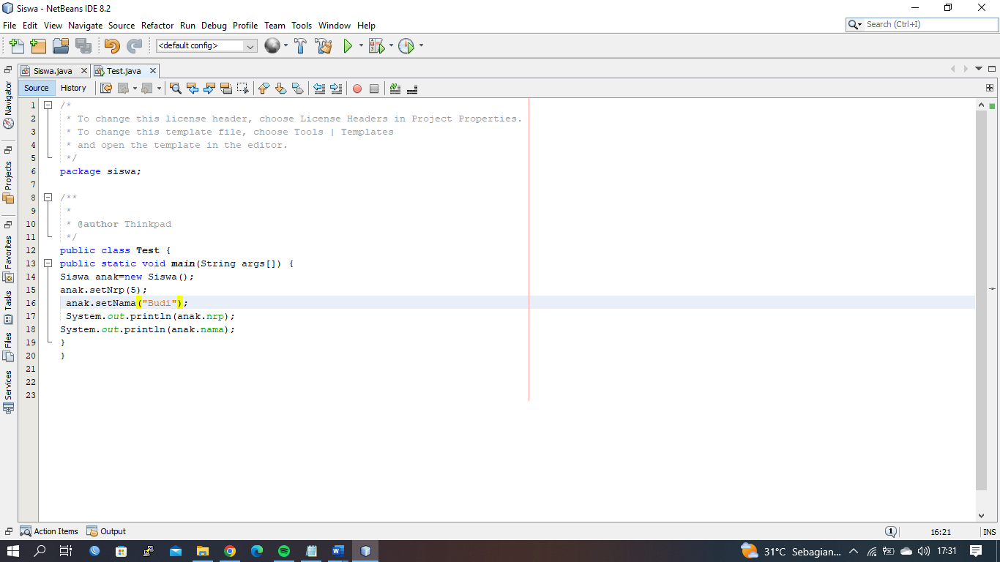 Siswa - NetBeans IDE 8.2
File Edit View Navigate Source Refactor Run Debug Profile Team Tools Window Help
Search (Ctrl+I)
<default config>
Siswa.java
Test.java
Source History
Navigator
Projects
Favorites
Tasks
Files
Services
1 /*
2 * To change this license header, choose License Headers in Project Properties.
3 * To change this template file, choose Tools | Templates
4 * and open the template in the editor.
5 */
6 package siswa;
7
8 /**
9 *
10 * @author Thinkpad
11 */
12 public class Test {
13 public static void main(String args[]) {
14 Siswa anak=new Siswa();
15 anak.setNrp(5);
16 anak.setNama("Budi");
17 System.out.println(anak.nrp);
18 System.out.println(anak.nama);
19 }
20 }
21
22
23
Action Items Output
1 16:21 INS
31°C Sebagian... 17:31